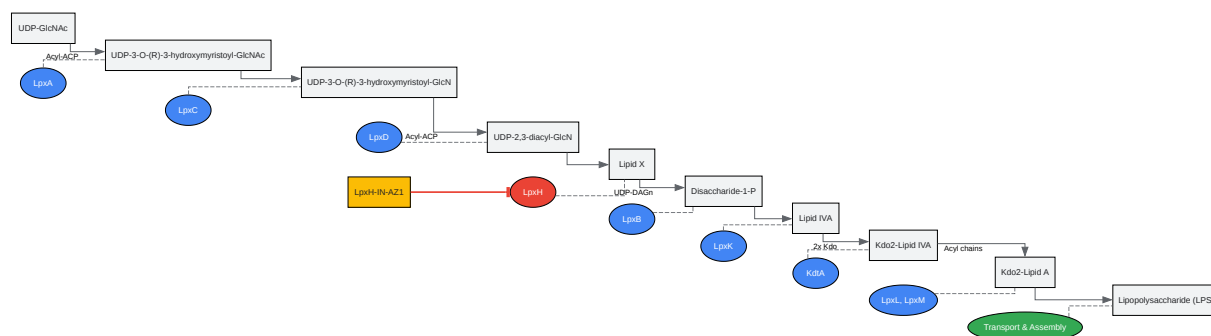 UDP-GlcNAc
UDP-3-O-(R)-3-hydroxymyristoyl-GlcNAc
Acyl-ACP
LpxA
UDP-3-O-(R)-3-hydroxymyristoyl-GlcN
LpxC
UDP-2,3-diacyl-GlcN
LpxD
Acyl-ACP
Lipid X
LpxH-IN-AZ1
LpxH
UDP-DAGn
Disaccharide-1-P
LpxB
Lipid IVA
LpxK
2x Kdo
Kdo2-Lipid IVA
Acyl chains
KdtA
Kdo2-Lipid A
LpxL, LpxM
Lipopolysaccharide (LPS
Transport & Assembly